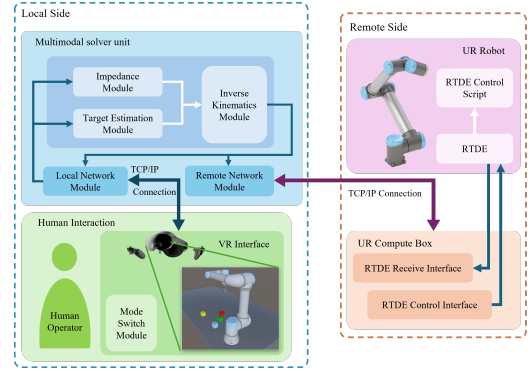 Local Side
Multimodal solver unit
Impedance
Module
Target Estimation
Module
Inverse
Kinematics
Module
Local Network
Module
TCP/IP
Connection
Remote Network
Module
Human Interaction
VR Interface
Mode
Switch
Module
Human
Operator
Remote Side
UR Robot
RTDE Control
Script
RTDE
TCP/IP Connection
UR Compute Box
RTDE Receive Interface
RTDE Control Interface